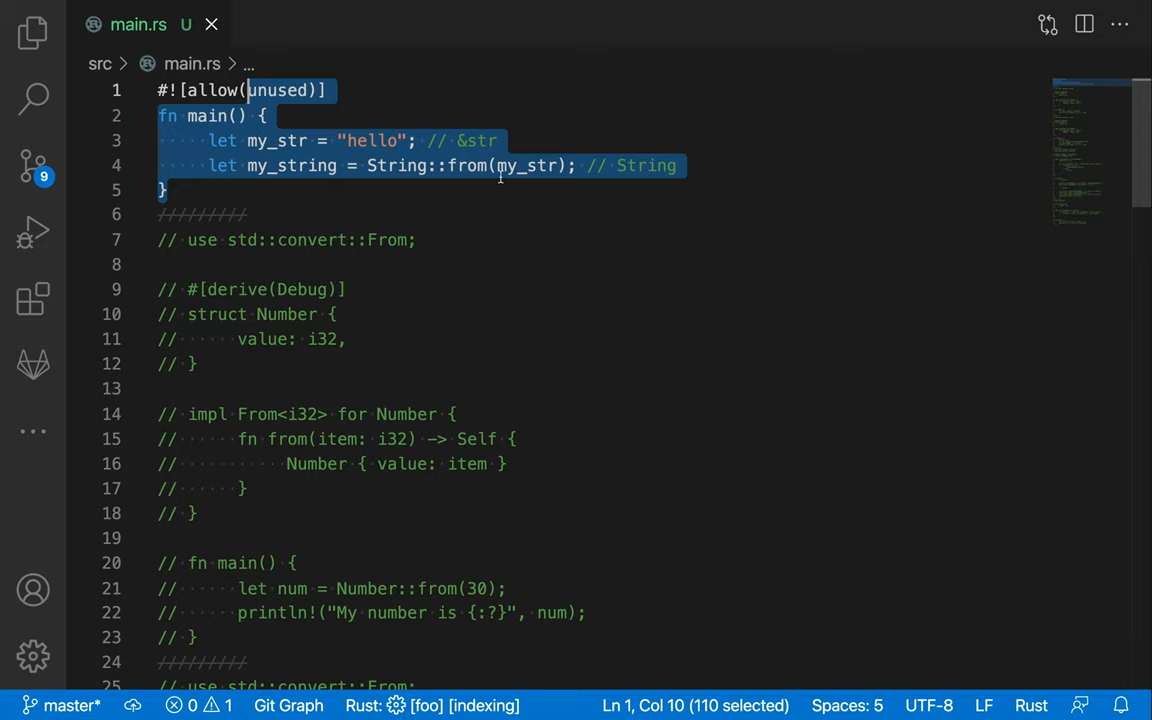 main.rs U
src > main.rs > ...
1 #![allow(unused)]
2 fn main() {
3 let my_str = "hello"; // &str
4 let my_string = String::from(my_str); // String
5 }
6 /////////
7 // use std::convert::From;
8
9 // #[derive(Debug)]
10 // struct Number {
11 // value: i32,
12 // }
13
14 // impl From<i32> for Number {
15 // fn from(item: i32) -> Self {
16 // Number { value: item }
17 // }
18 // }
19
20 // fn main() {
21 // let num = Number::from(30);
22 // println!("My number is {:?}", num);
23 // }
24 /////////
25 // use std::convert::From;
9
master* 0 1 Git Graph Rust: [foo] [indexing] Ln 1, Col 10 (110 selected) Spaces: 5 UTF-8 LF Rust